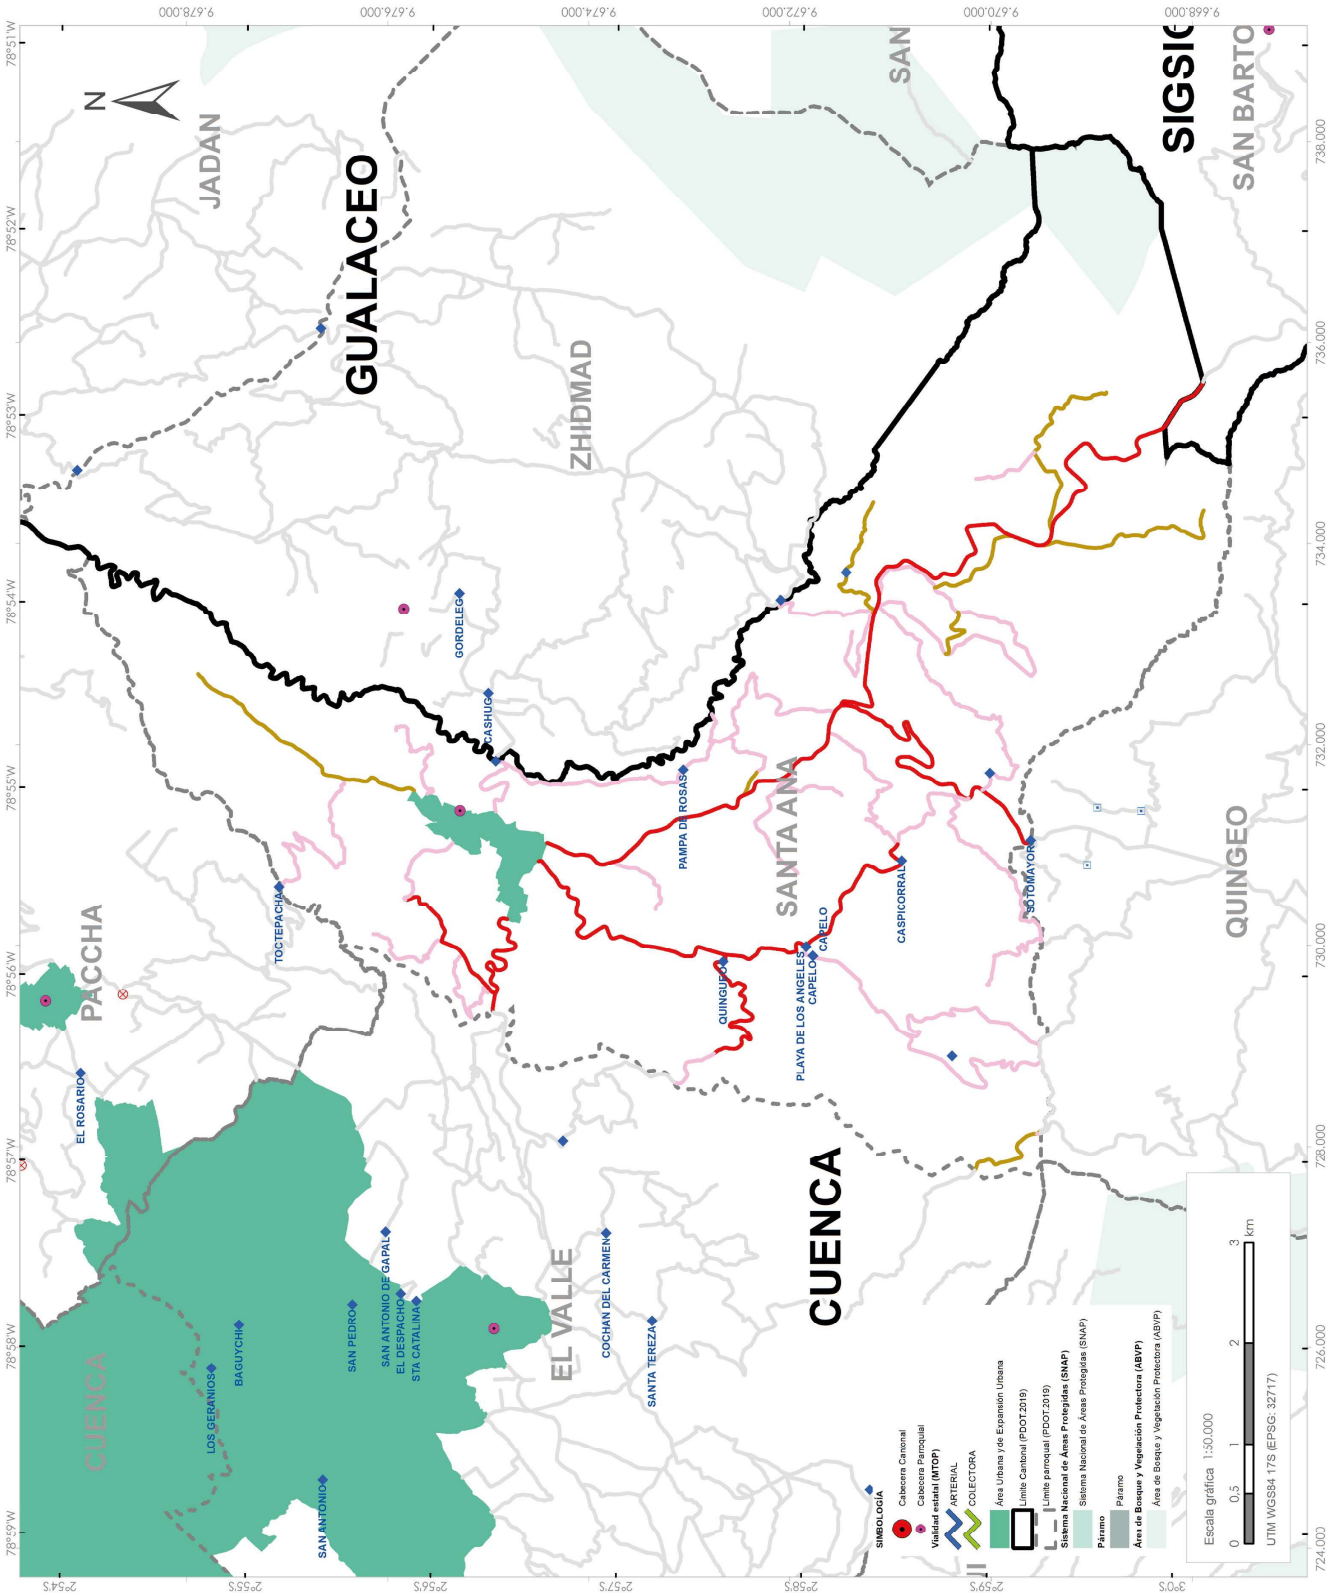 78°51'W
78°52'W
78°53'W
78°54'W
78°55'W
78°56'W
78°57'W
78°58'W
78°59'W
9.678.000
9.676.000
9.674.000
9.672.000
9.670.000
9.668.000
738.000
736.000
734.000
732.000
730.000
728.000
726.000
724.000
2°54'S
2°55'S
2°56'S
2°57'S
2°58'S
2°59'S
3°0'S
N
JADAN
GUALACEO
ZHIDMAD
SAN
SIGSIG
SAN BARTO
GORDELEG
CASHUG
PAMPA DE ROSAS
SANTA ANA
TOCTEPACHA
PACCHA
EL ROSARIO
QUINGUEO
PLAYA DE LOS ANGELES
CAPELO
CAPELO
CASPICORRAL
SOTOMAYOR
QUINGEO
CUENCA
CUENCA
LOS GERANIOS
BAGUYCHI
SAN ANTONIO
SAN PEDRO
SAN ANTONIO DE GAPAL
EL DESPACHO
STA CATALINA
EL VALLE
COCHAN DEL CARMEN
SANTA TEREZA
SIMBOLOGÍA
Cabecera Cantonal
Cabecera Parroquial
Vialidad estatal (MTOP)
ARTERIAL
COLECTORA
Área Urbana y de Expansión Urbana
Límite Cantonal (PDOT.2019)
Límite parroquial (PDOT.2019)
Sistema Nacional de Áreas Protegidas (SNAP)
Sistema Nacional de Áreas Protegidas (SNAP)
Páramo
Páramo
Área de Bosque y Vegetación Protectora (ABVP)
Área de Bosque y Vegetación Protectora (ABVP)
Escala gráfica 1:50.000
0 0,5 1 2 3
km
UTM WGS84 17S (EPSG: 32717)